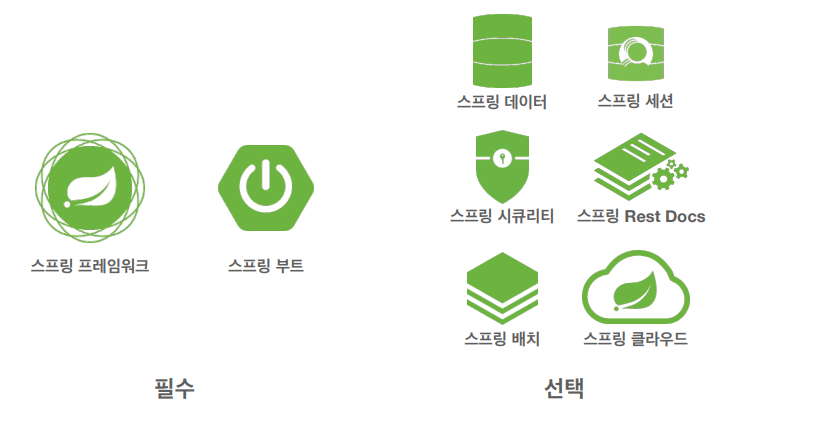 스프링 데이터
스프링 세션
스프링 시큐리티
스프링 Rest Docs
스프링 프레임워크
스프링 부트
스프링 배치
스프링 클라우드
필수
선택